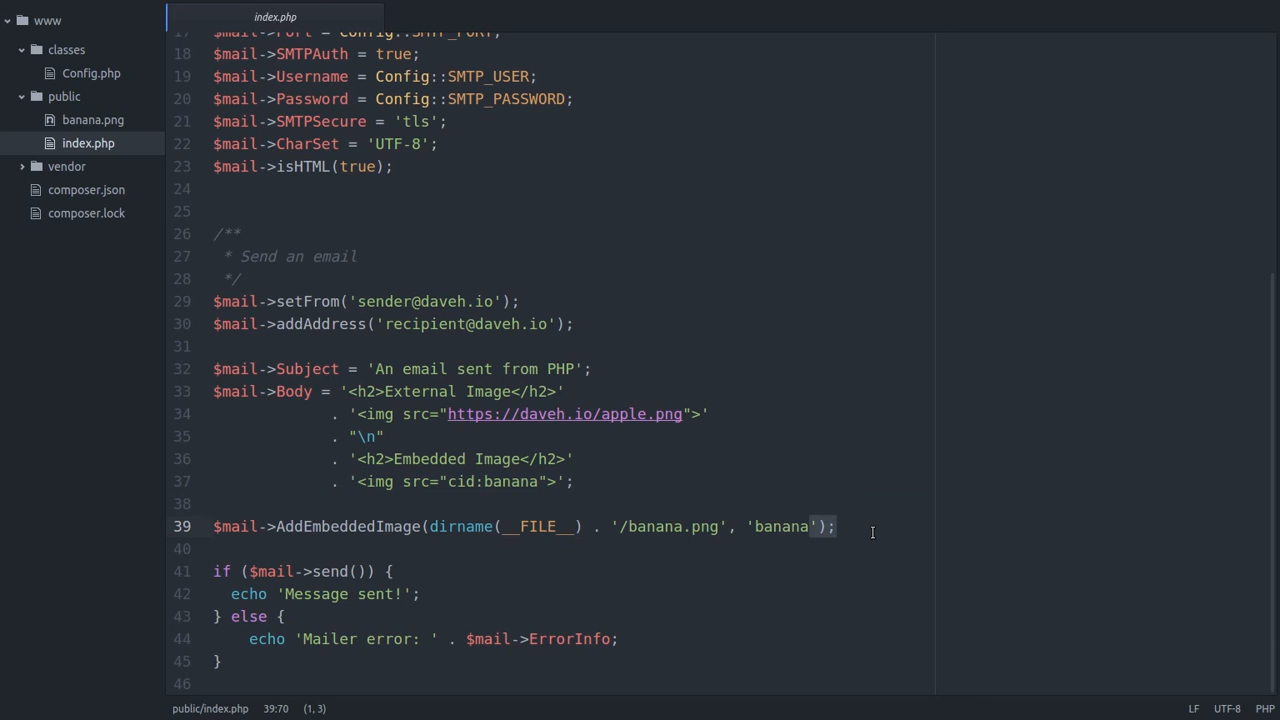 www
classes
Config.php
public
banana.png
index.php
vendor
composer.json
composer.lock
index.php
17 $mail->Port = Config::SMTP_PORT;
18 $mail->SMTPAuth = true;
19 $mail->Username = Config::SMTP_USER;
20 $mail->Password = Config::SMTP_PASSWORD;
21 $mail->SMTPSecure = 'tls';
22 $mail->CharSet = 'UTF-8';
23 $mail->isHTML(true);
24
25
26 /**
27  * Send an email
28  */
29 $mail->setFrom('sender@daveh.io');
30 $mail->addAddress('recipient@daveh.io');
31
32 $mail->Subject = 'An email sent from PHP';
33 $mail->Body = '<h2>External Image</h2>'
34              . '<img src="https://daveh.io/apple.png">'
35              . "\n"
36              . '<h2>Embedded Image</h2>'
37              . '<img src="cid:banana">';
38
39 $mail->AddEmbeddedImage(dirname(__FILE__) . '/banana.png', 'banana');
40
41 if ($mail->send()) {
42   echo 'Message sent!';
43 } else {
44     echo 'Mailer error: ' . $mail->ErrorInfo;
45 }
46
public/index.php 39:70 (1, 3) LF UTF-8 PHP